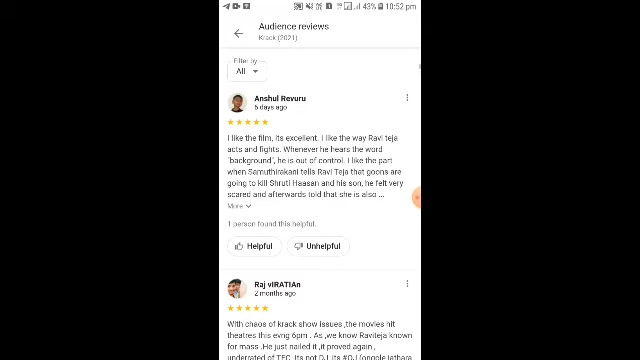 43% 10:52 pm
Audience reviews
Krack (2021)
Filter by
All
Anshul Revuru
6 days ago
I like the film, its excellent. I like the way Ravi teja
acts and fights. Whenever he hears the word
"background", he is out of control. i like the part
when Samuthirakani tells Ravi Teja that goons are
going to kill Shruti Haasan and his son, he felt very
scared and afterwards told that she is also ...
More
1 person found this helpful.
Helpful
Unhelpful
Raj vIRATIAn
2 months ago
With chaos of krack show issues ,the movies hit
theatres this evng 6pm . As ,we know Raviteja known
for mass .He just nailed it ,it proved again ,
underrated of TFC. Its not DJ, its #DJ (ongole jathara